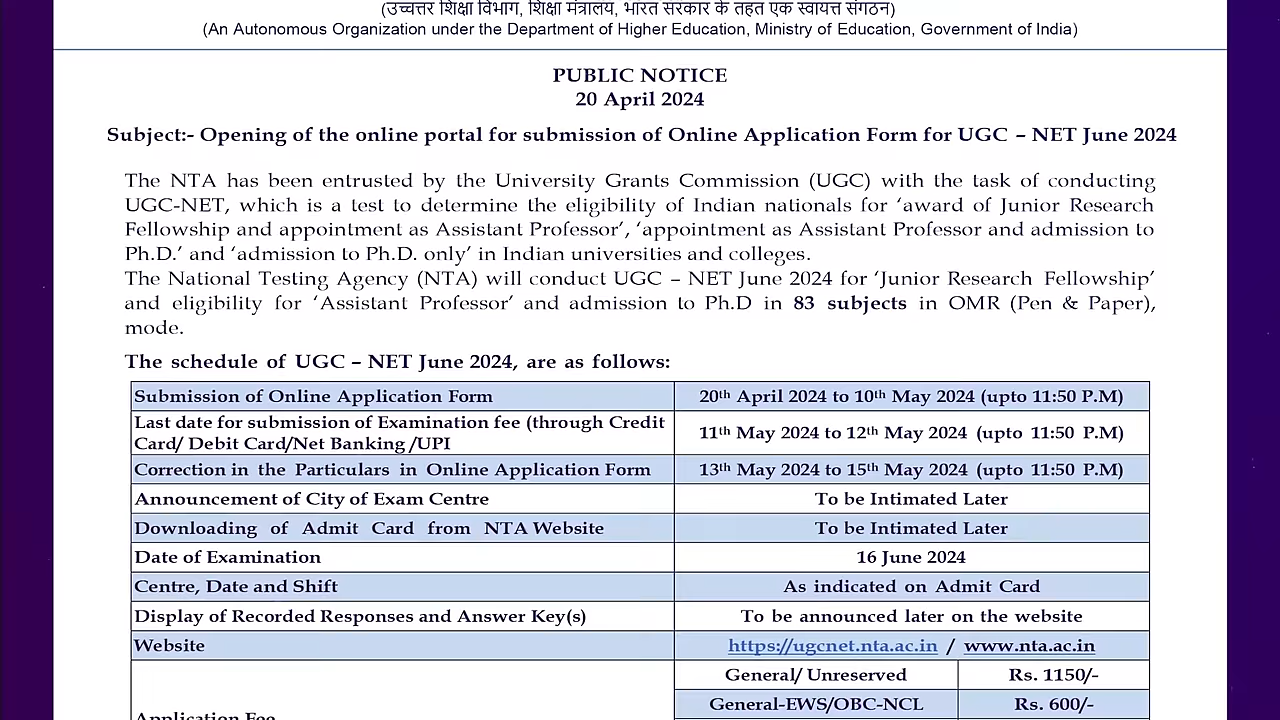 (उच्चत्तर शिक्षा विभाग, शिक्षा मंत्रालय, भारत सरकार के तहत एक स्वायत्त संगठन)
(An Autonomous Organization under the Department of Higher Education, Ministry of Education, Government of India)
PUBLIC NOTICE
20 April 2024
Subject:- Opening of the online portal for submission of Online Application Form for UGC – NET June 2024
The NTA has been entrusted by the University Grants Commission (UGC) with the task of conducting
UGC-NET, which is a test to determine the eligibility of Indian nationals for ‘award of Junior Research
Fellowship and appointment as Assistant Professor’, ‘appointment as Assistant Professor and admission to
Ph.D.’ and ‘admission to Ph.D. only’ in Indian universities and colleges.
The National Testing Agency (NTA) will conduct UGC – NET June 2024 for ‘Junior Research Fellowship’
and eligibility for ‘Assistant Professor’ and admission to Ph.D in 83 subjects in OMR (Pen & Paper),
mode.
The schedule of UGC – NET June 2024, are as follows:
Submission of Online Application Form 20th April 2024 to 10th May 2024 (upto 11:50 P.M)
Last date for submission of Examination fee (through Credit
Card/ Debit Card/Net Banking /UPI 11th May 2024 to 12th May 2024 (upto 11:50 P.M)
Correction in the Particulars in Online Application Form 13th May 2024 to 15th May 2024 (upto 11:50 P.M)
Announcement of City of Exam Centre To be Intimated Later
Downloading of Admit Card from NTA Website To be Intimated Later
Date of Examination 16 June 2024
Centre, Date and Shift As indicated on Admit Card
Display of Recorded Responses and Answer Key(s) To be announced later on the website
Website https://ugcnet.nta.ac.in / www.nta.ac.in
General/ Unreserved Rs. 1150/-
General-EWS/OBC-NCL Rs. 600/-
Application Fee